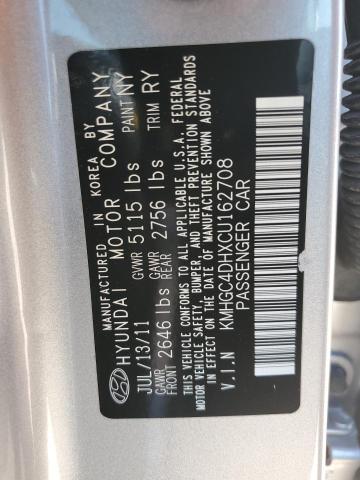 MANUFACTURED IN KOREA BY
HYUNDAI MOTOR COMPANY
JUL/13/11 GVWR 5115 lbs PAINT NY
GAWR FRONT 2646 lbs GAWR REAR 2756 lbs TRIM RY
THIS VEHICLE CONFORMS TO ALL APPLICABLE U.S.A. FEDERAL
MOTOR VEHICLE SAFETY, BUMPER, AND THEFT PREVENTION STANDARDS
IN EFFECT ON THE DATE OF MANUFACTURE SHOWN ABOVE
V.I.N KMHGC4DHXCU162708
PASSENGER CAR